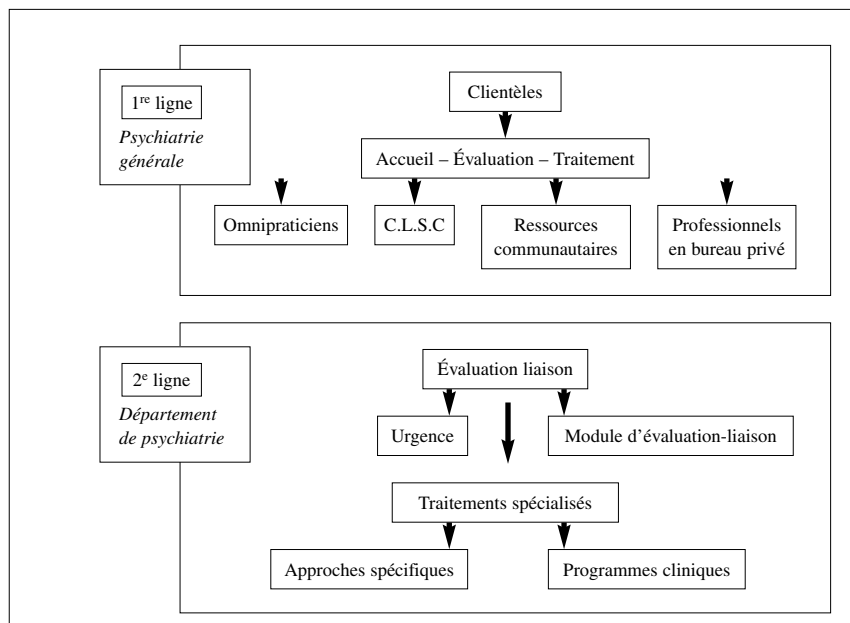 1re ligne
Psychiatrie
générale
Clientèles
Accueil – Évaluation – Traitement
Omnipraticiens
C.L.S.C
Ressources
communautaires
Professionnels
en bureau privé
2e ligne
Département
de psychiatrie
Évaluation liaison
Urgence
Module d’évaluation-liaison
Traitements spécialisés
Approches spécifiques
Programmes cliniques